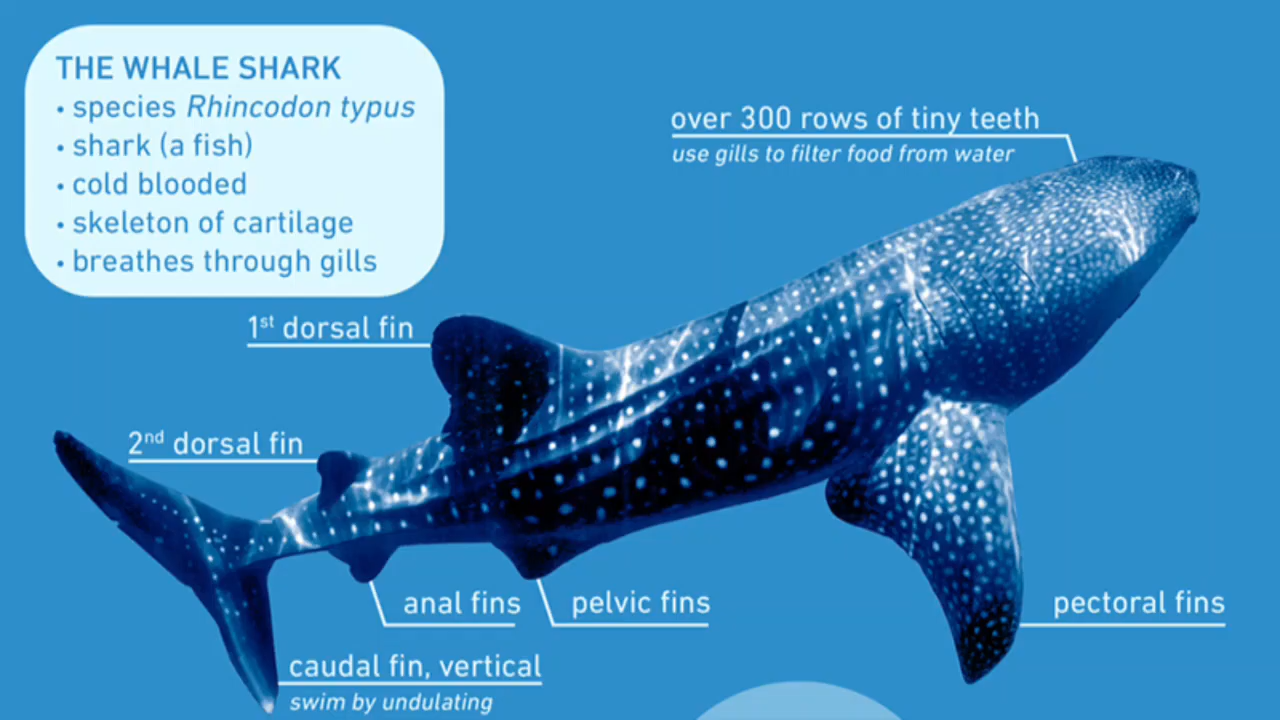 THE WHALE SHARK
• species Rhincodon typus
• shark (a fish)
• cold blooded
• skeleton of cartilage
• breathes through gills
over 300 rows of tiny teeth
use gills to filter food from water
1st dorsal fin
2nd dorsal fin
anal fins
pelvic fins
pectoral fins
caudal fin, vertical
swim by undulating